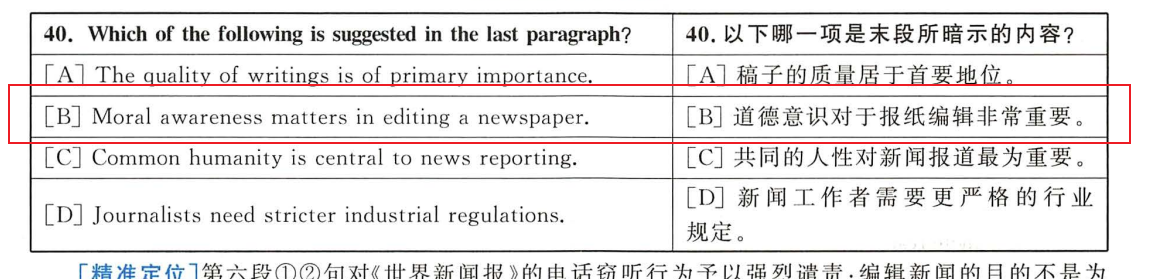 40. Which of the following is suggested in the last paragraph?
40. 以下哪一项是末段所暗示的内容?
[A] The quality of writings is of primary importance.
[A] 稿子的质量居于首要地位。
[B] Moral awareness matters in editing a newspaper.
[B] 道德意识对于报纸编辑非常重要。
[C] Common humanity is central to news reporting.
[C] 共同的人性对新闻报道最为重要。
[D] Journalists need stricter industrial regulations.
[D] 新闻工作者需要更严格的行业
规定。
[精准定位]第六段①②句对《世界新闻报》的电话窃听行为予以强烈谴责:编辑新闻的目的不是为